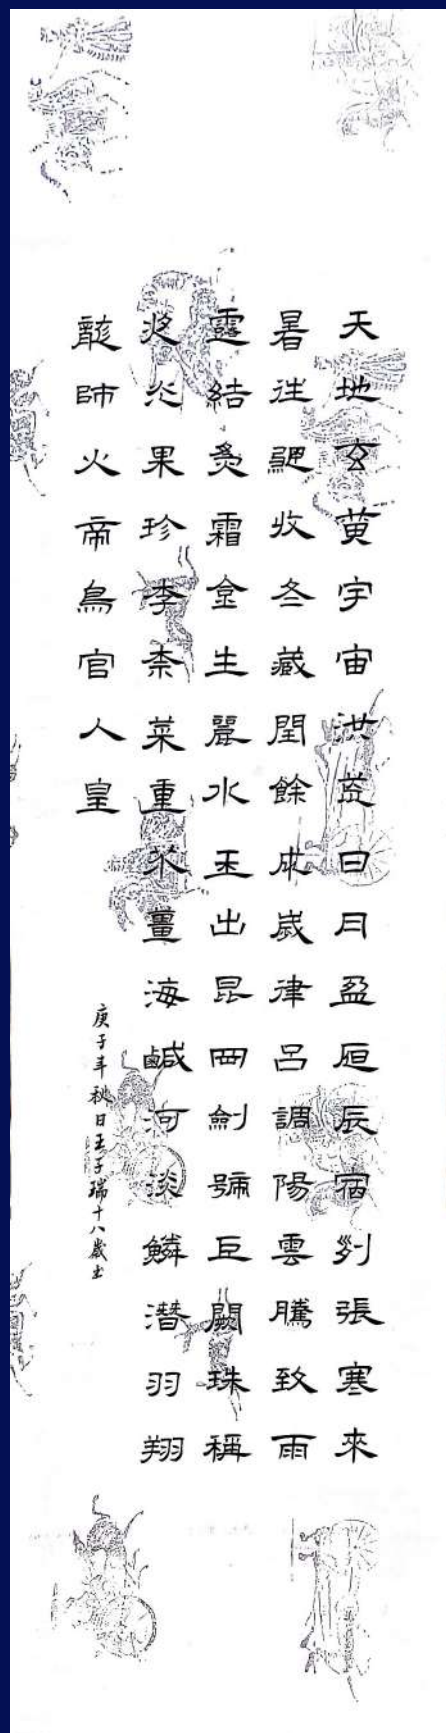 天地玄黄宇宙洪荒日月盈昃辰宿列張寒來
暑往秋收冬藏閏餘成歲律呂調陽雲騰致雨
露結為霜金生麗水玉出昆岡劍號巨闕珠稱
夜光果珍李柰菜重芥薑海鹹河淡鱗潜羽翔
龍師火帝鳥官人皇
庚子年秋日王子瑞十八歲书